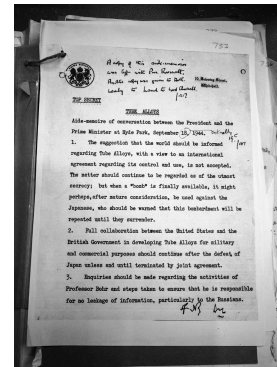 732
A copy of this aide-memoire
was left with Pres. Roosevelt,
10, Downing Street,
Whitehall.
TOP SECRET
TUBE ALLOYS
Aide-memoire of conversation between the President and the
Prime Minister at Hyde Park, September 18, 1944.
1. The suggestion that the world should be informed
regarding Tube Alloys, with a view to an international
agreement regarding its control and use, is not accepted.
The matter should continue to be regarded as of the utmost
secrecy; but when a "bomb" is finally available, it might
perhaps, after mature consideration, be used against the
Japanese, who should be warned that this bombardment will be
repeated until they surrender.
2. Full collaboration between the United States and the
British Government in developing Tube Alloys for military
and commercial purposes should continue after the defeat of
Japan unless and until terminated by joint agreement.
3. Enquiries should be made regarding the activities of
Professor Bohr and steps taken to ensure that he is responsible
for no leakage of information, particularly to the Russians.